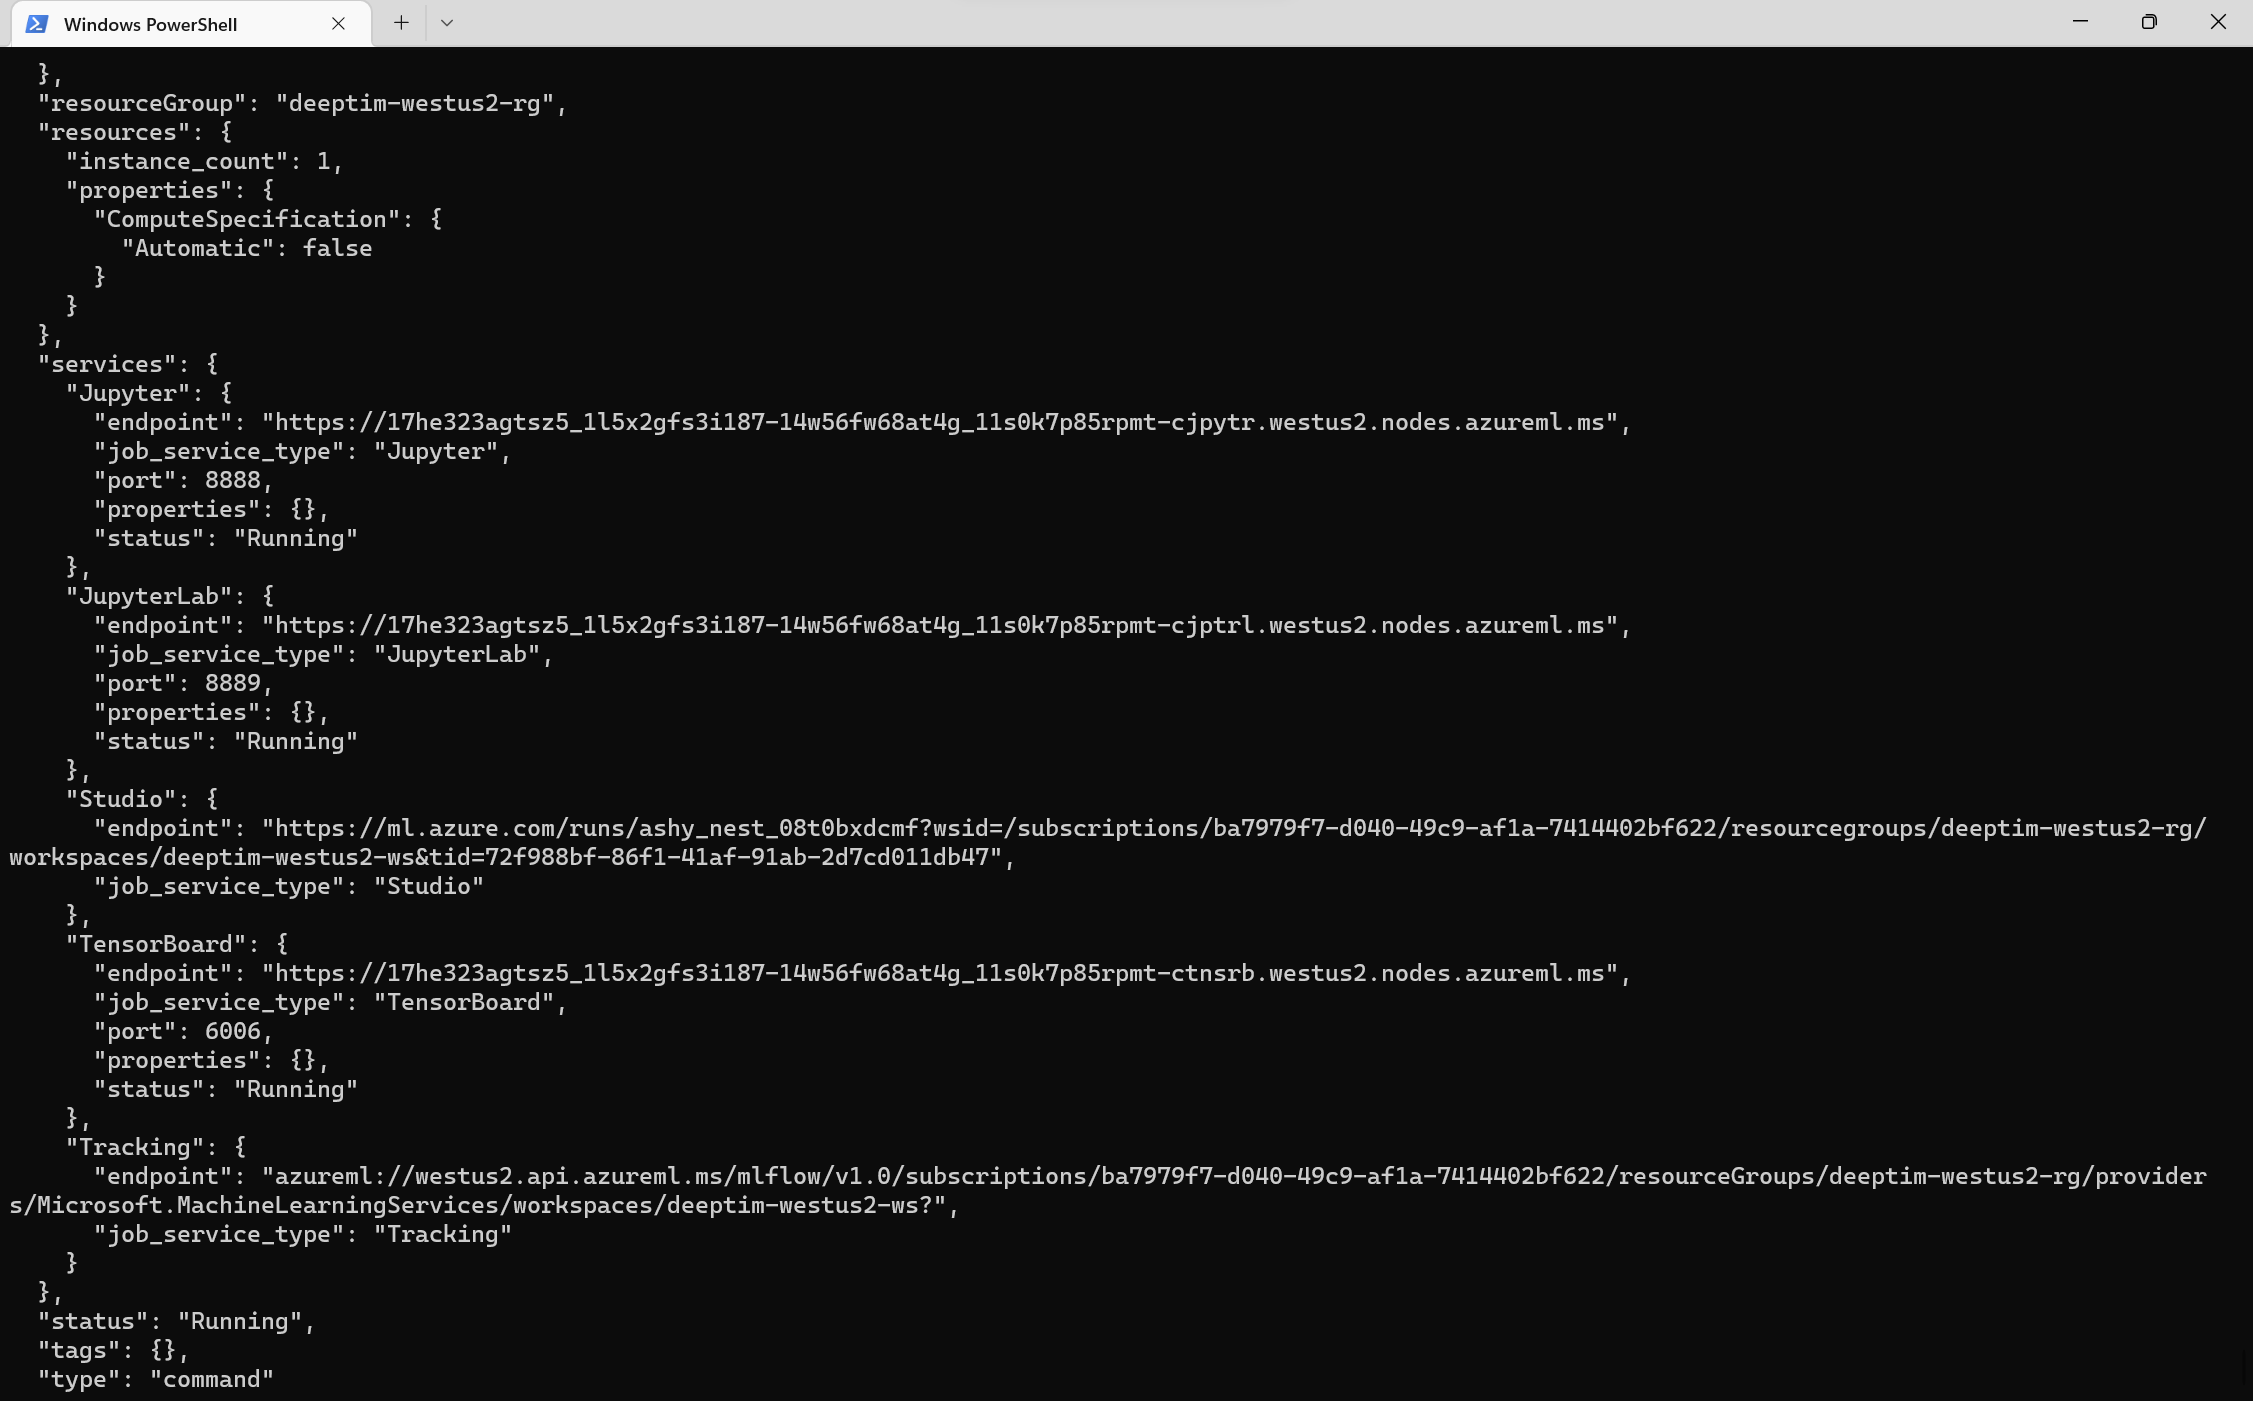 Windows PowerShell
  },
  "resourceGroup": "deeptim-westus2-rg",
  "resources": {
    "instance_count": 1,
    "properties": {
      "ComputeSpecification": {
        "Automatic": false
      }
    }
  },
  "services": {
    "Jupyter": {
      "endpoint": "https://17he323agtsz5_1l5x2gfs3i187-14w56fw68at4g_11s0k7p85rpmt-cjpytr.westus2.nodes.azureml.ms",
      "job_service_type": "Jupyter",
      "port": 8888,
      "properties": {},
      "status": "Running"
    },
    "JupyterLab": {
      "endpoint": "https://17he323agtsz5_1l5x2gfs3i187-14w56fw68at4g_11s0k7p85rpmt-cjptrl.westus2.nodes.azureml.ms",
      "job_service_type": "JupyterLab",
      "port": 8889,
      "properties": {},
      "status": "Running"
    },
    "Studio": {
      "endpoint": "https://ml.azure.com/runs/ashy_nest_08t0bxdcmf?wsid=/subscriptions/ba7979f7-d040-49c9-af1a-7414402bf622/resourcegroups/deeptim-westus2-rg/
workspaces/deeptim-westus2-ws&tid=72f988bf-86f1-41af-91ab-2d7cd011db47",
      "job_service_type": "Studio"
    },
    "TensorBoard": {
      "endpoint": "https://17he323agtsz5_1l5x2gfs3i187-14w56fw68at4g_11s0k7p85rpmt-ctnsrb.westus2.nodes.azureml.ms",
      "job_service_type": "TensorBoard",
      "port": 6006,
      "properties": {},
      "status": "Running"
    },
    "Tracking": {
      "endpoint": "azureml://westus2.api.azureml.ms/mlflow/v1.0/subscriptions/ba7979f7-d040-49c9-af1a-7414402bf622/resourceGroups/deeptim-westus2-rg/provider
s/Microsoft.MachineLearningServices/workspaces/deeptim-westus2-ws?",
      "job_service_type": "Tracking"
    }
  },
  "status": "Running",
  "tags": {},
  "type": "command"